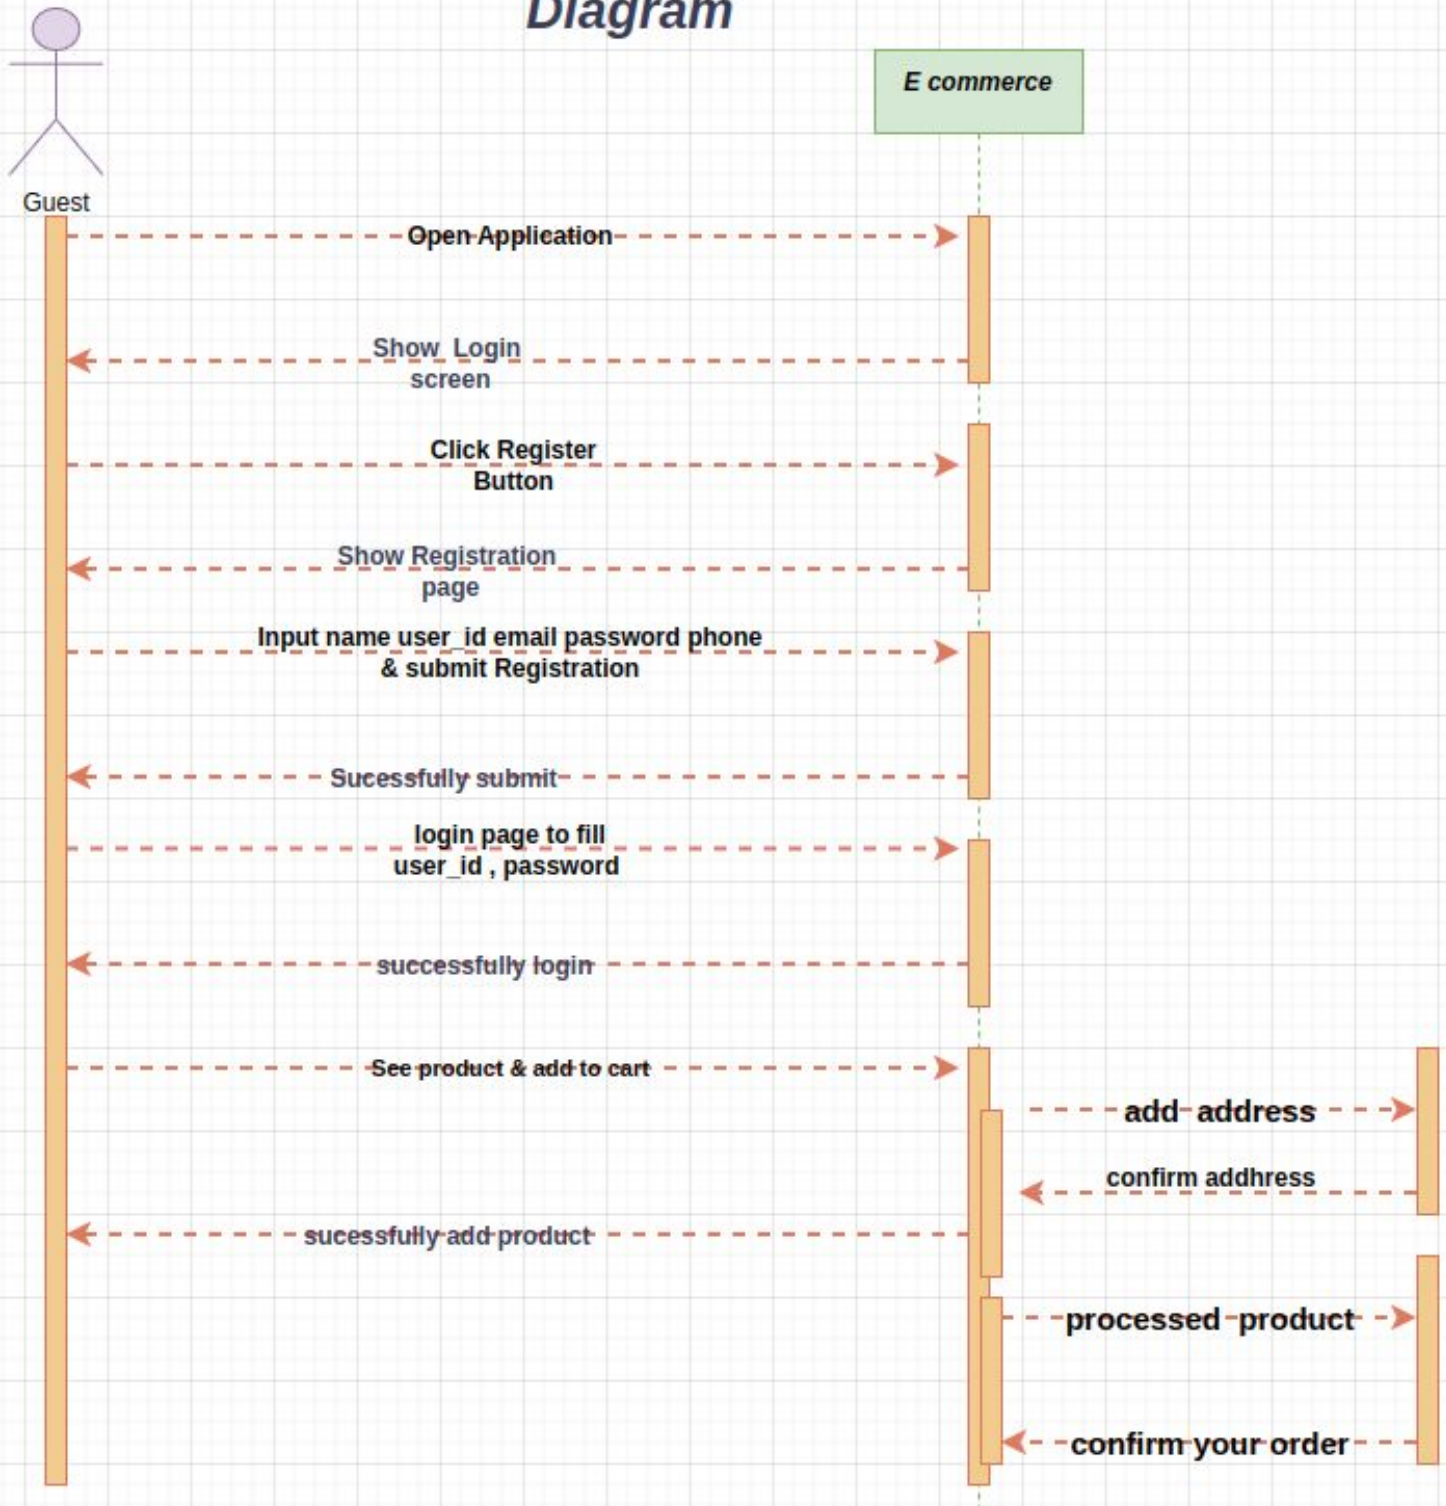 Diagram
E commerce
Guest
Open Application
Show Login
screen
Click Register
Button
Show Registration
page
Input name user_id email password phone
& submit Registration
Sucessfully submit
login page to fill
user_id , password
successfully login
See product & add to cart
add address
confirm addhress
sucessfully add product
processed product
confirm your order